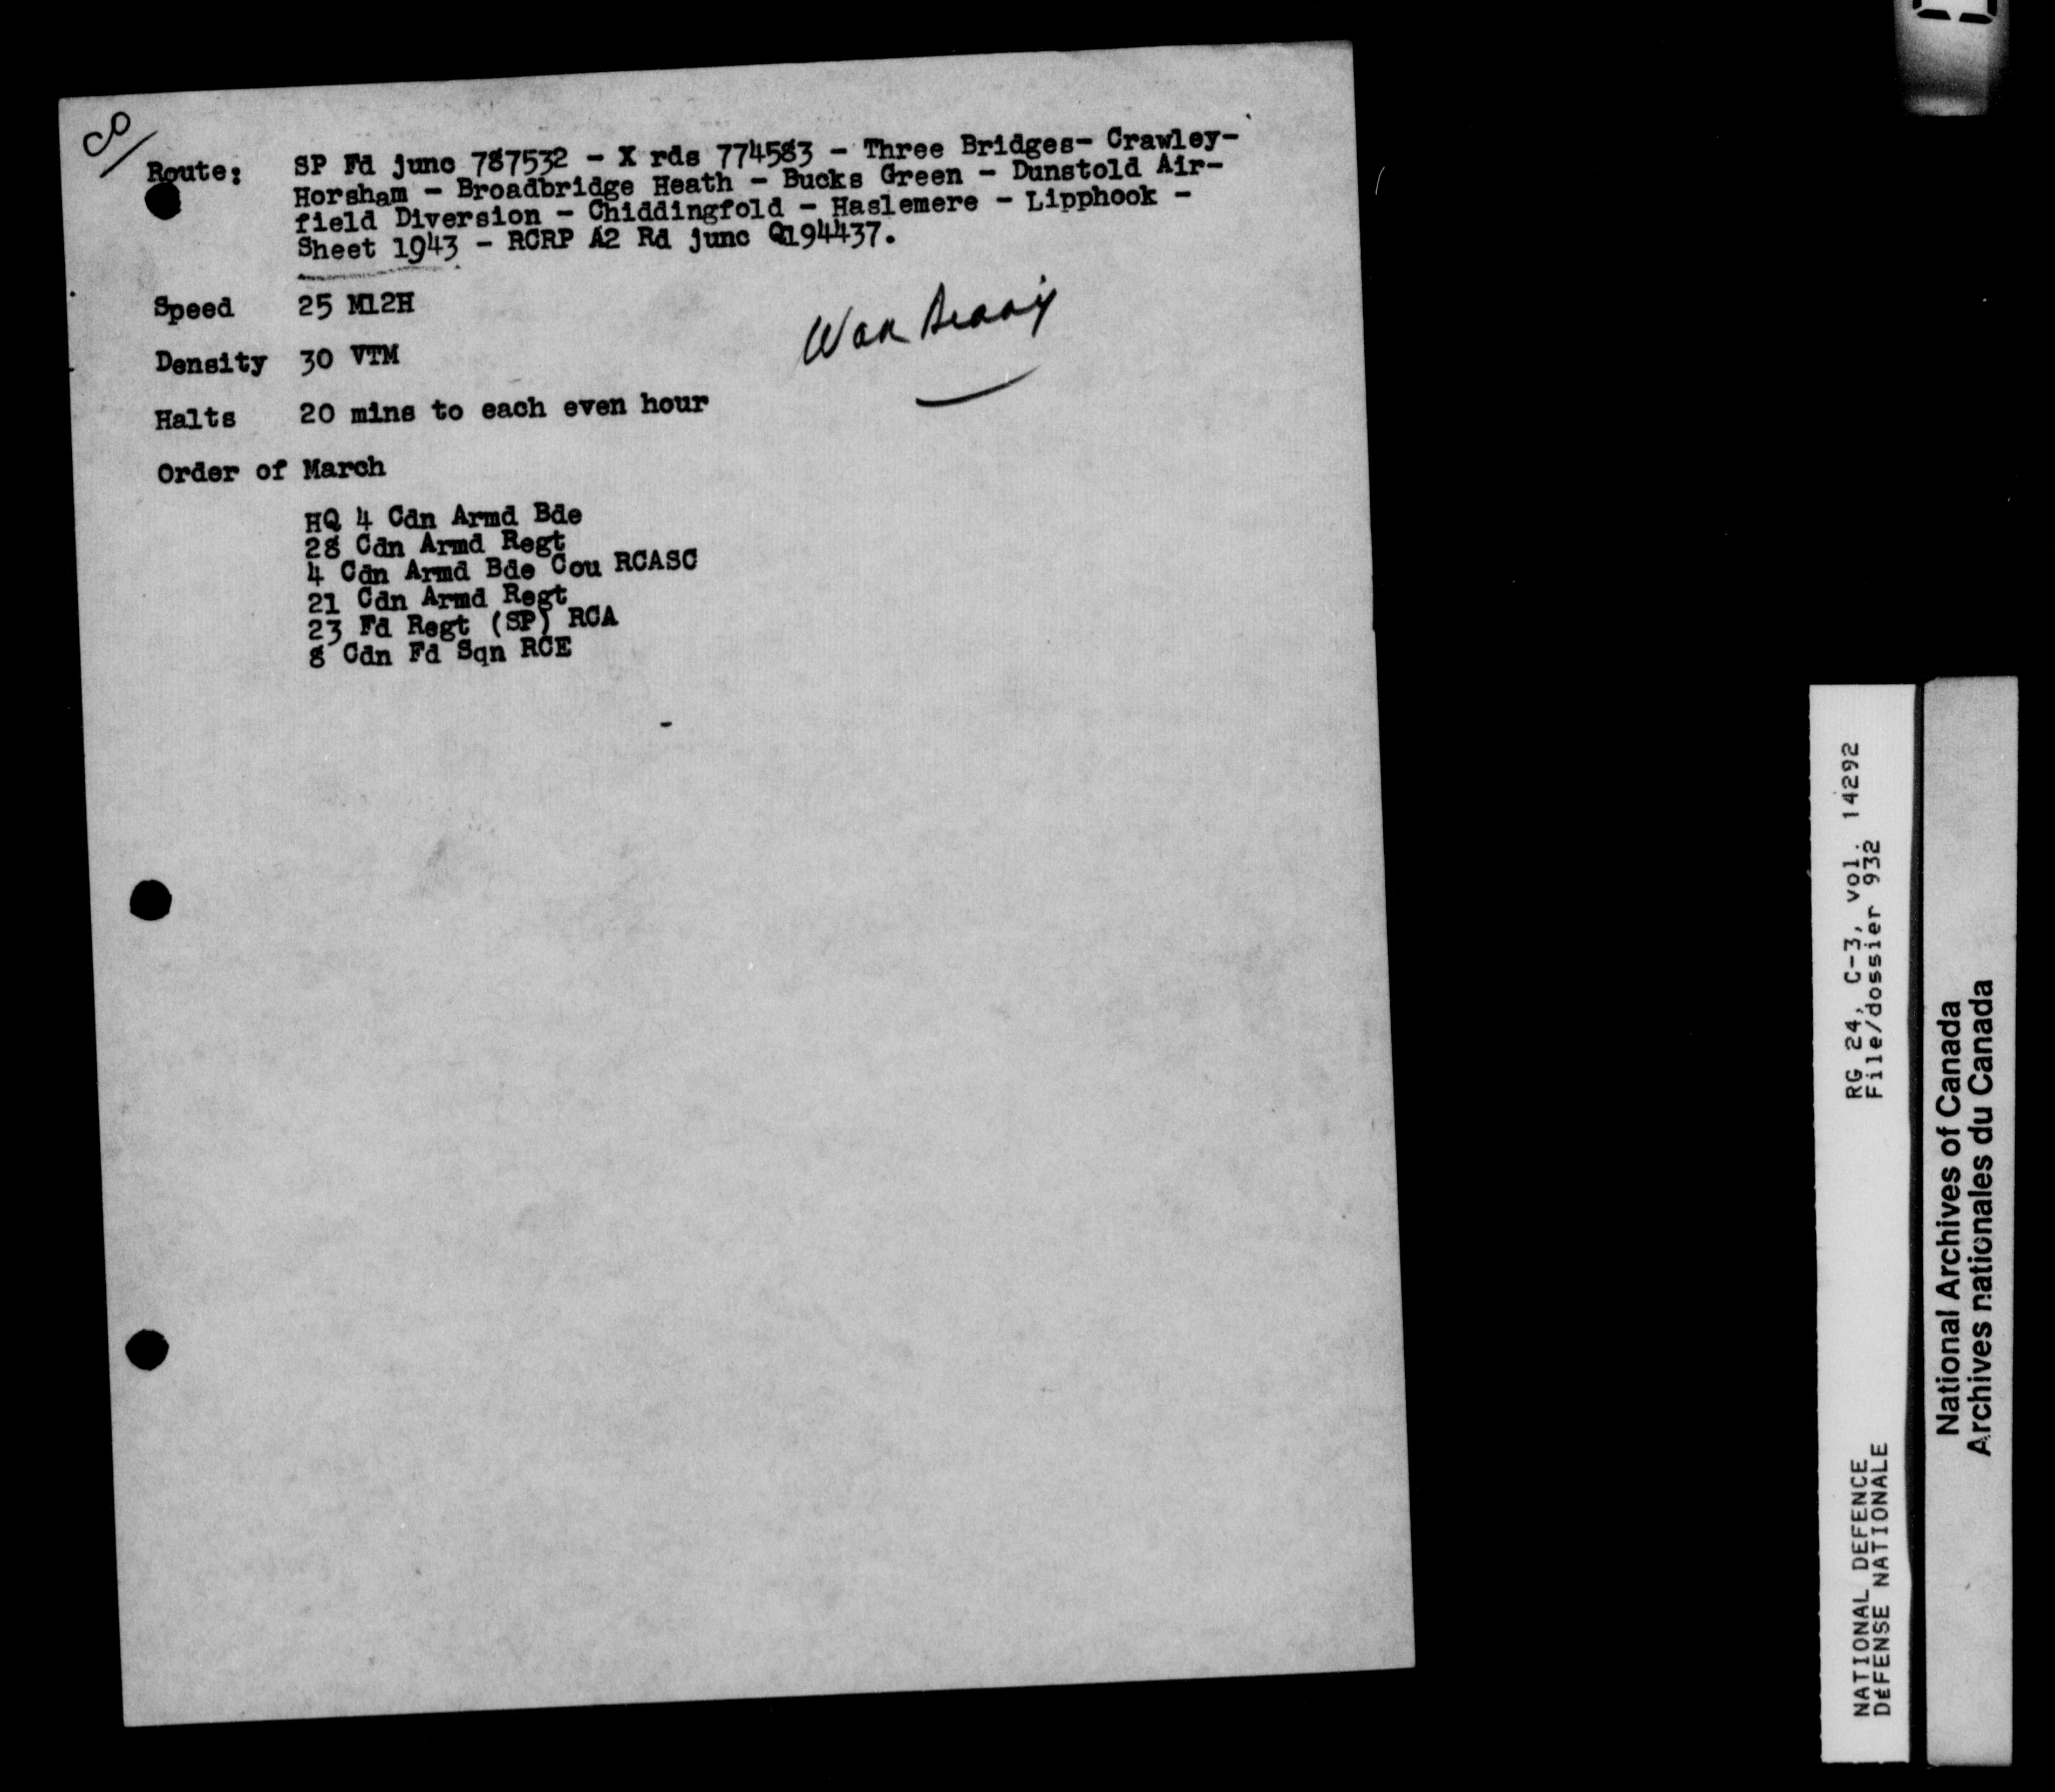 Route: SP Fd junc 787532 - X rds 774583 - Three Bridges- Crawley-
Horsham - Broadbridge Heath - Bucks Green - Dunstold Air-
field Diversion - Chiddingfold - Haslemere - Lipphook -
Sheet 1943 - RCRP A2 Rd junc Q194437.
Speed 25 M12H
Density 30 VTM
Halts 20 mins to each even hour
Order of March
HQ 4 Cdn Armd Bde
28 Cdn Armd Regt
4 Cdn Armd Bde Cou RCASC
21 Cdn Armd Regt
23 Fd Regt (SP) RCA
8 Cdn Fd Sqn RCE
War Diary
RG 24, C-3, vol. 14292
File/dossier 932
NATIONAL DEFENCE
DÉFENSE NATIONALE
National Archives of Canada
Archives nationales du Canada